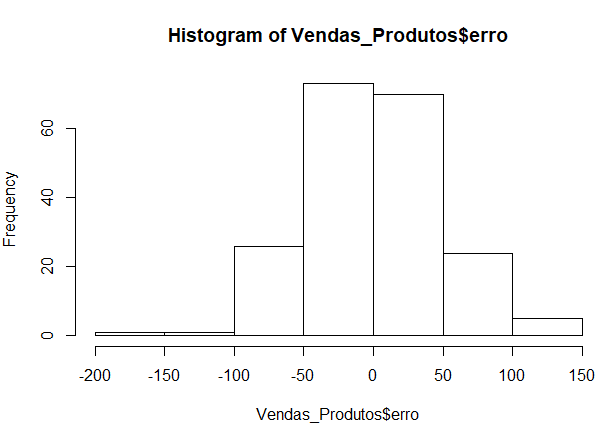 Histogram of Vendas_Produtos$erro
Frequency
60
40
20
0
-200 -150 -100 -50 0 50 100 150
Vendas_Produtos$erro